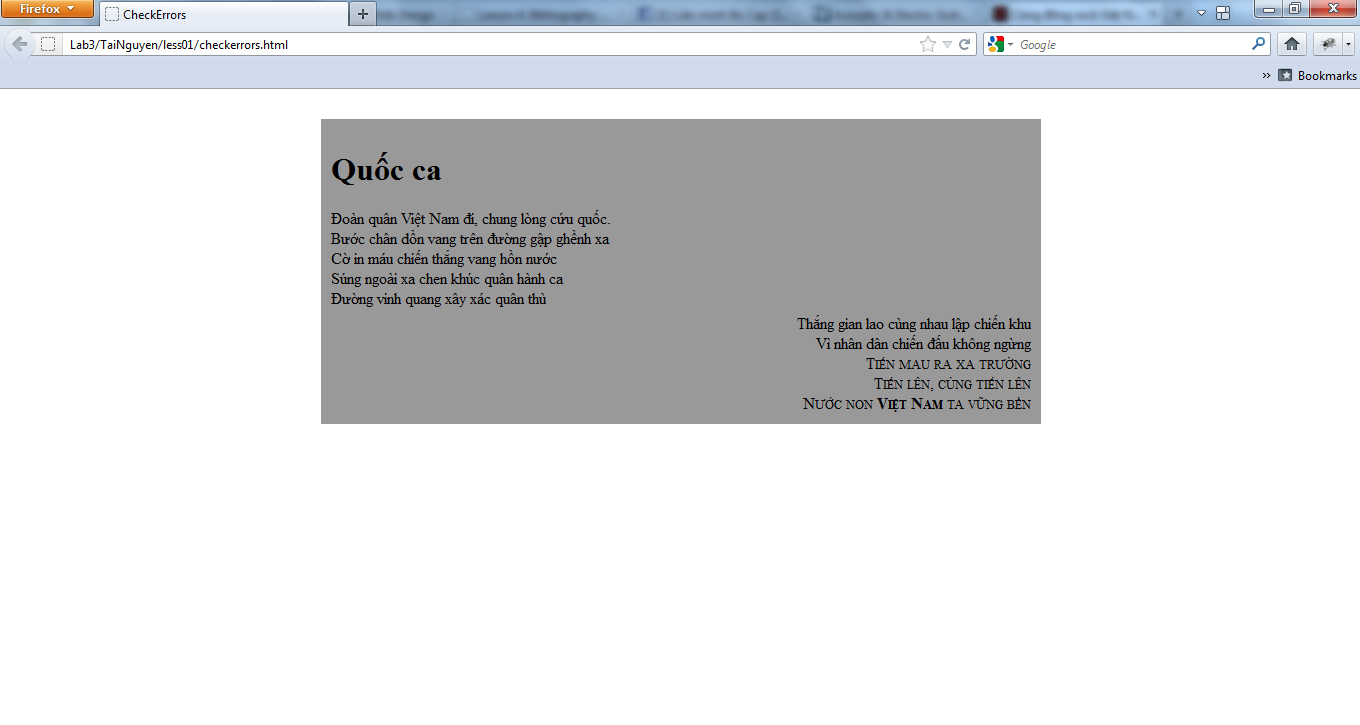 Firefox
CheckErrors
Lab3/TaiNguyen/less01/checkerrors.html
Google
Bookmarks
Quốc ca
Đoàn quân Việt Nam đi, chung lòng cứu quốc.
Bước chân dồn vang trên đường gập ghềnh xa
Cờ in máu chiến thắng vang hồn nước
Súng ngoài xa chen khúc quân hành ca
Đường vinh quang xây xác quân thù
Thắng gian lao cùng nhau lập chiến khu
Vì nhân dân chiến đấu không ngừng
Tiến mau ra xa trường
Tiến lên, cùng tiến lên
Nước non Việt Nam ta vững bền